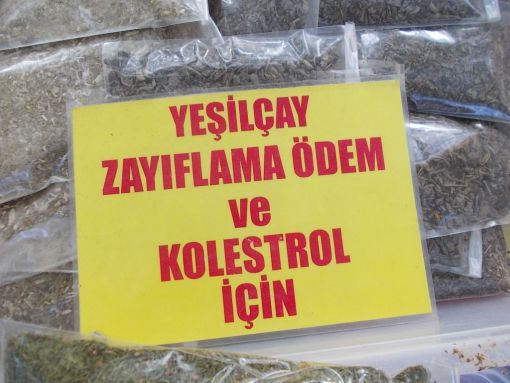 YEŞİLÇAY
ZAYIFLAMA ÖDEM
ve
KOLESTROL
İÇİN